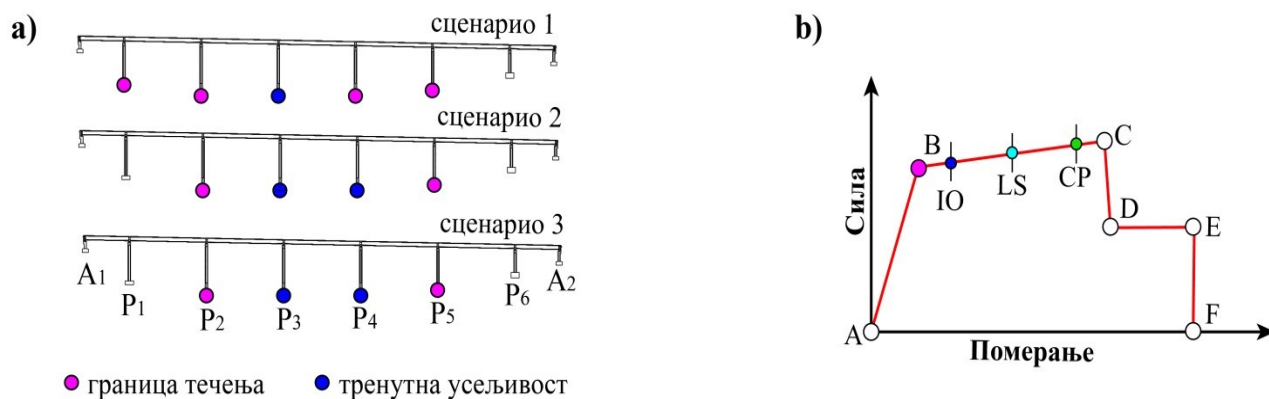 a)
сценарио 1
сценарио 2
сценарио 3
A1
P1
P2
P3
P4
P5
P6
A2
граница течења
тренутна усељивост
b)
Сила
B
IO
LS
CP
C
D
E
A
F
Померање